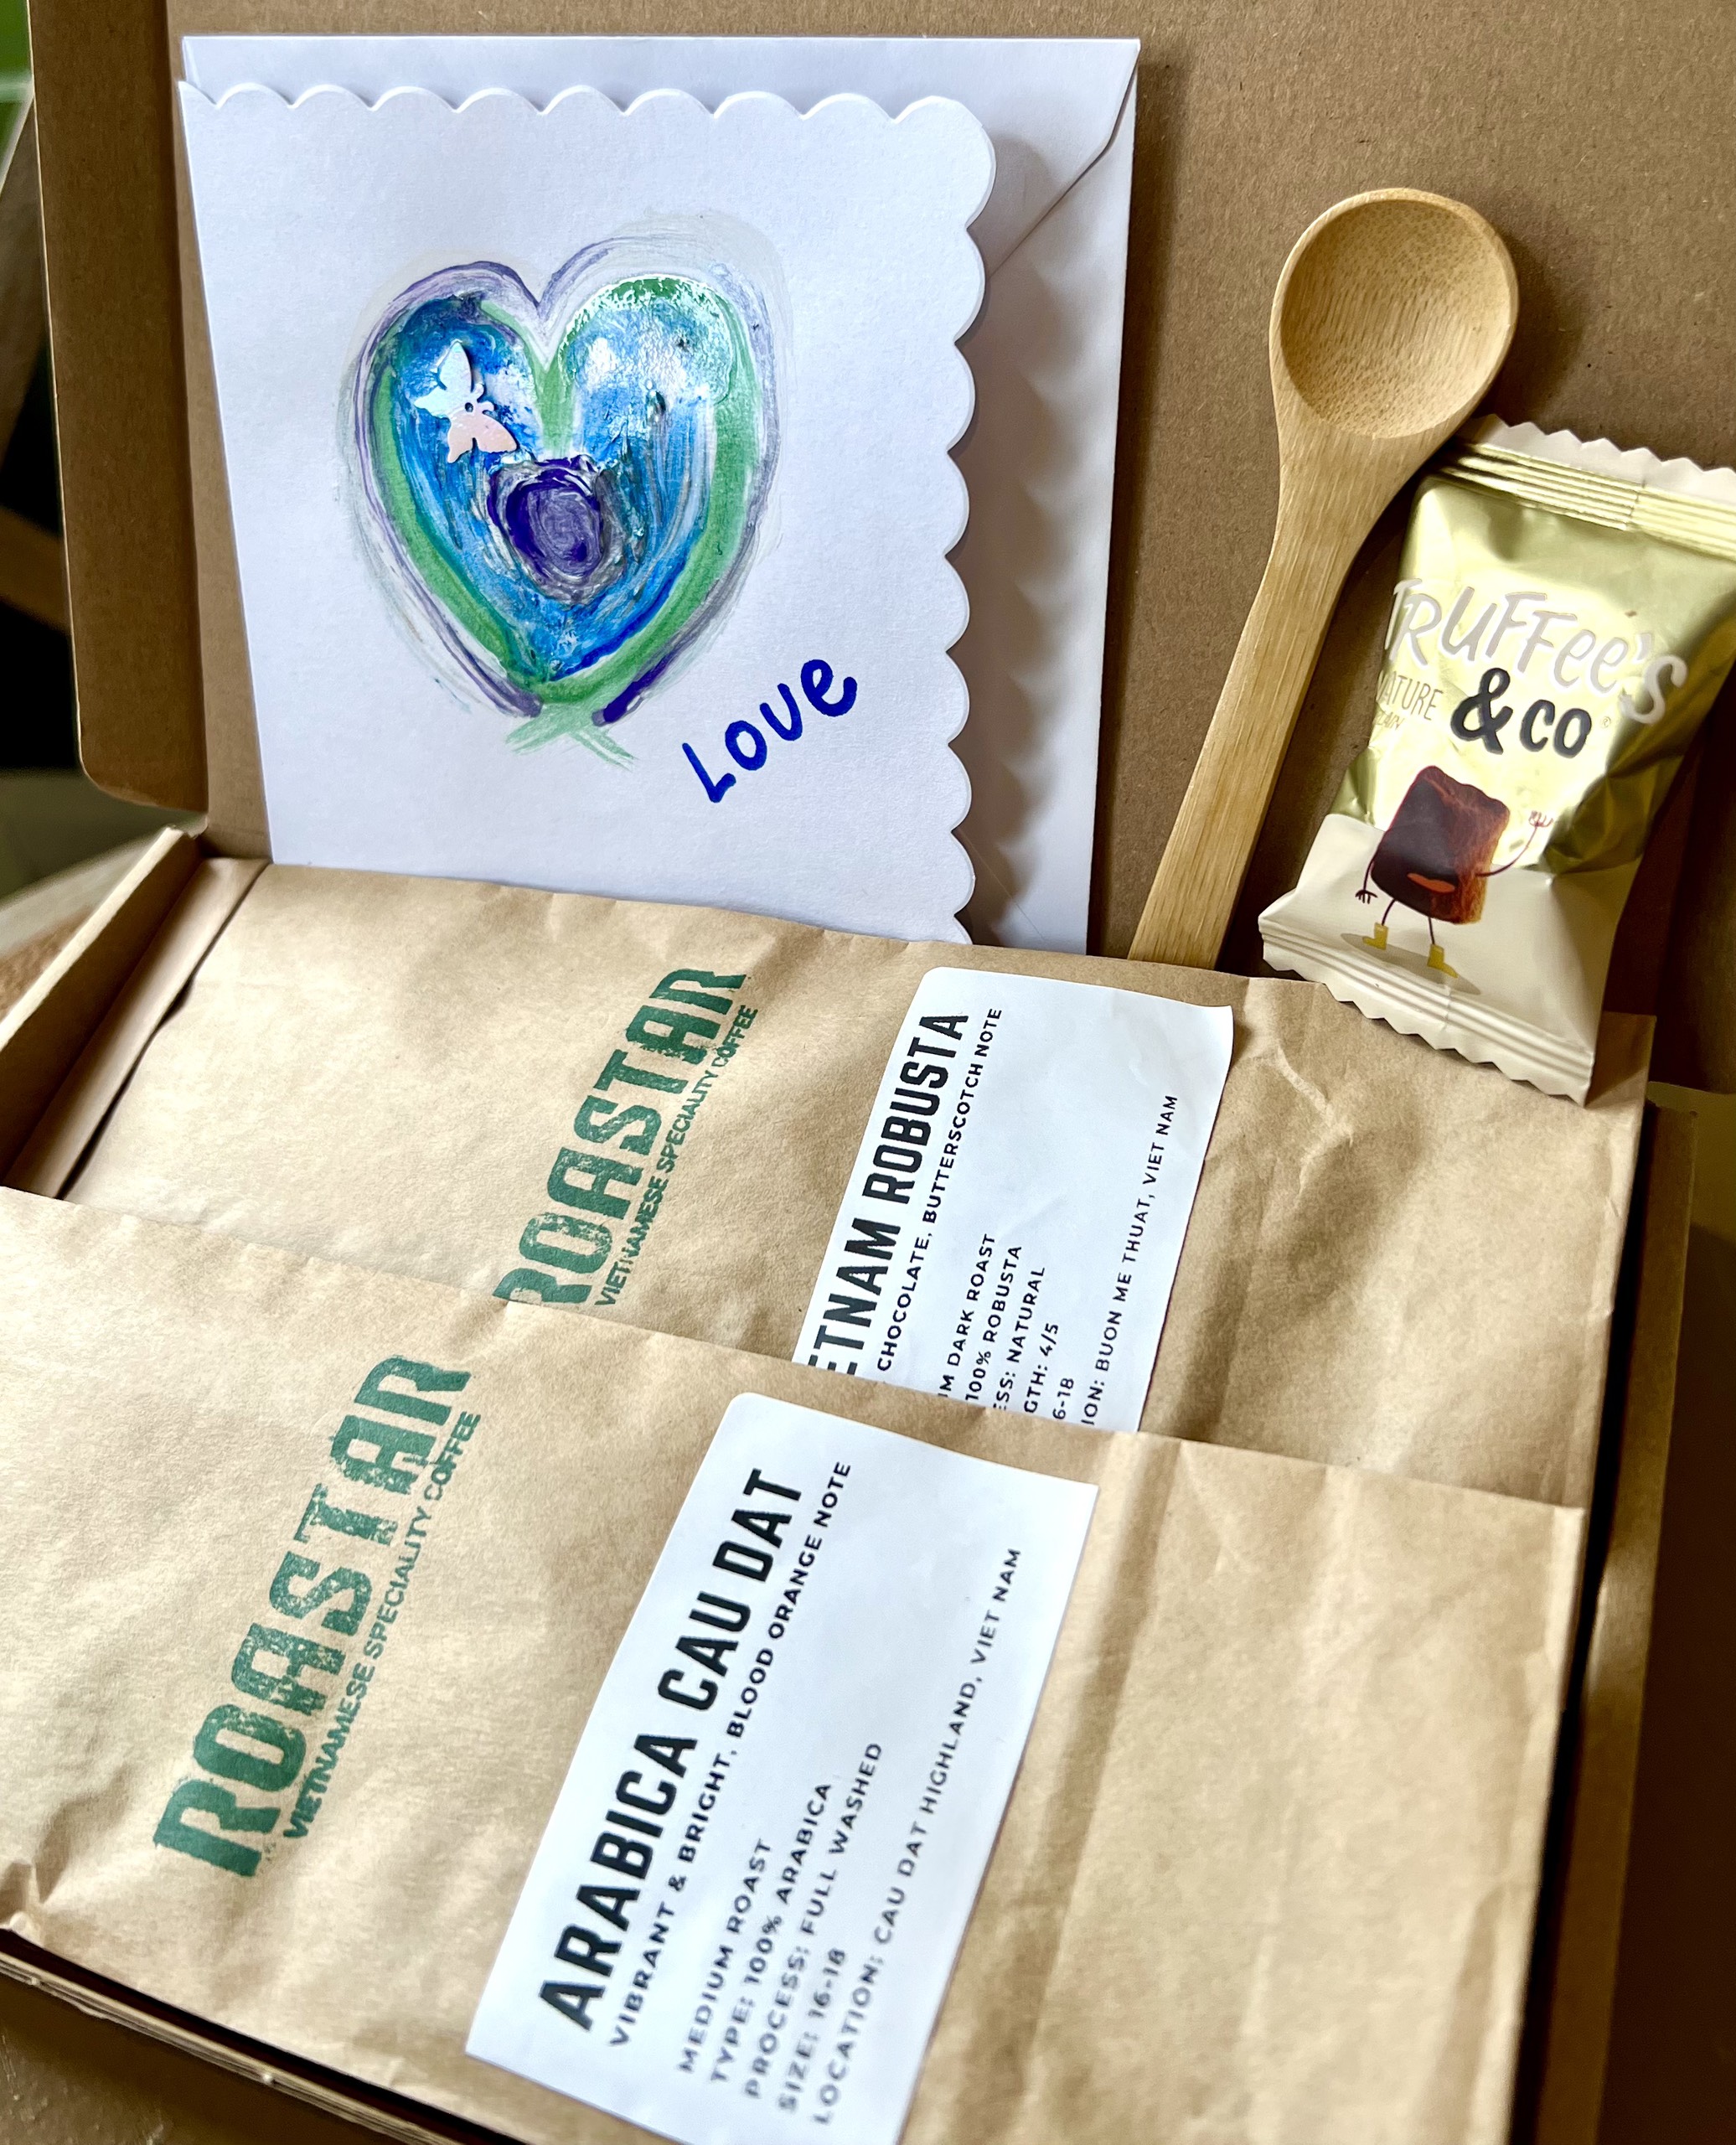 Love
TRUFFee'S
& co
ROASTAR
VIETNAMESE SPECIALITY COFFEE
ETNAM ROBUSTA
CHOCOLATE, BUTTERSCOTCH NOTE
M DARK ROAST
100% ROBUSTA
ESS: NATURAL
GTH: 4/5
6-18
ION: BUON ME THUAT, VIET NAM
ROASTAR
VIETNAMESE SPECIALITY COFFEE
ARABICA CAU DAT
VIBRANT & BRIGHT, BLOOD ORANGE NOTE
MEDIUM ROAST
TYPE: 100% ARABICA
PROCESS: FULL WASHED
SIZE: 16-18
LOCATION: CAU DAT HIGHLAND, VIET NAM